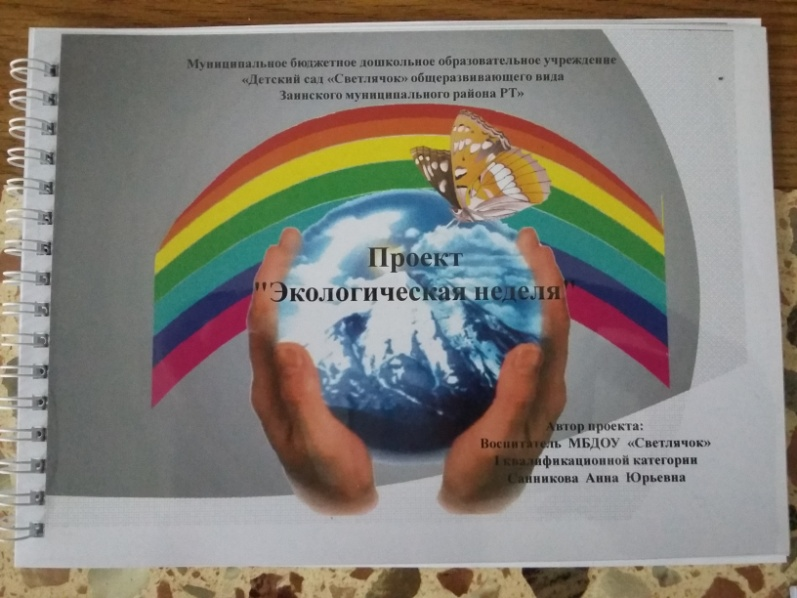 Муниципальное бюджетное дошкольное образовательное учреждение
«Детский сад «Светлячок» общеразвивающего вида
Заинского муниципального района РТ»
Проект
"Экологическая неделя"
Автор проекта:
Воспитатель МБДОУ «Светлячок»
I квалификационной категории
Санникова Анна Юрьевна